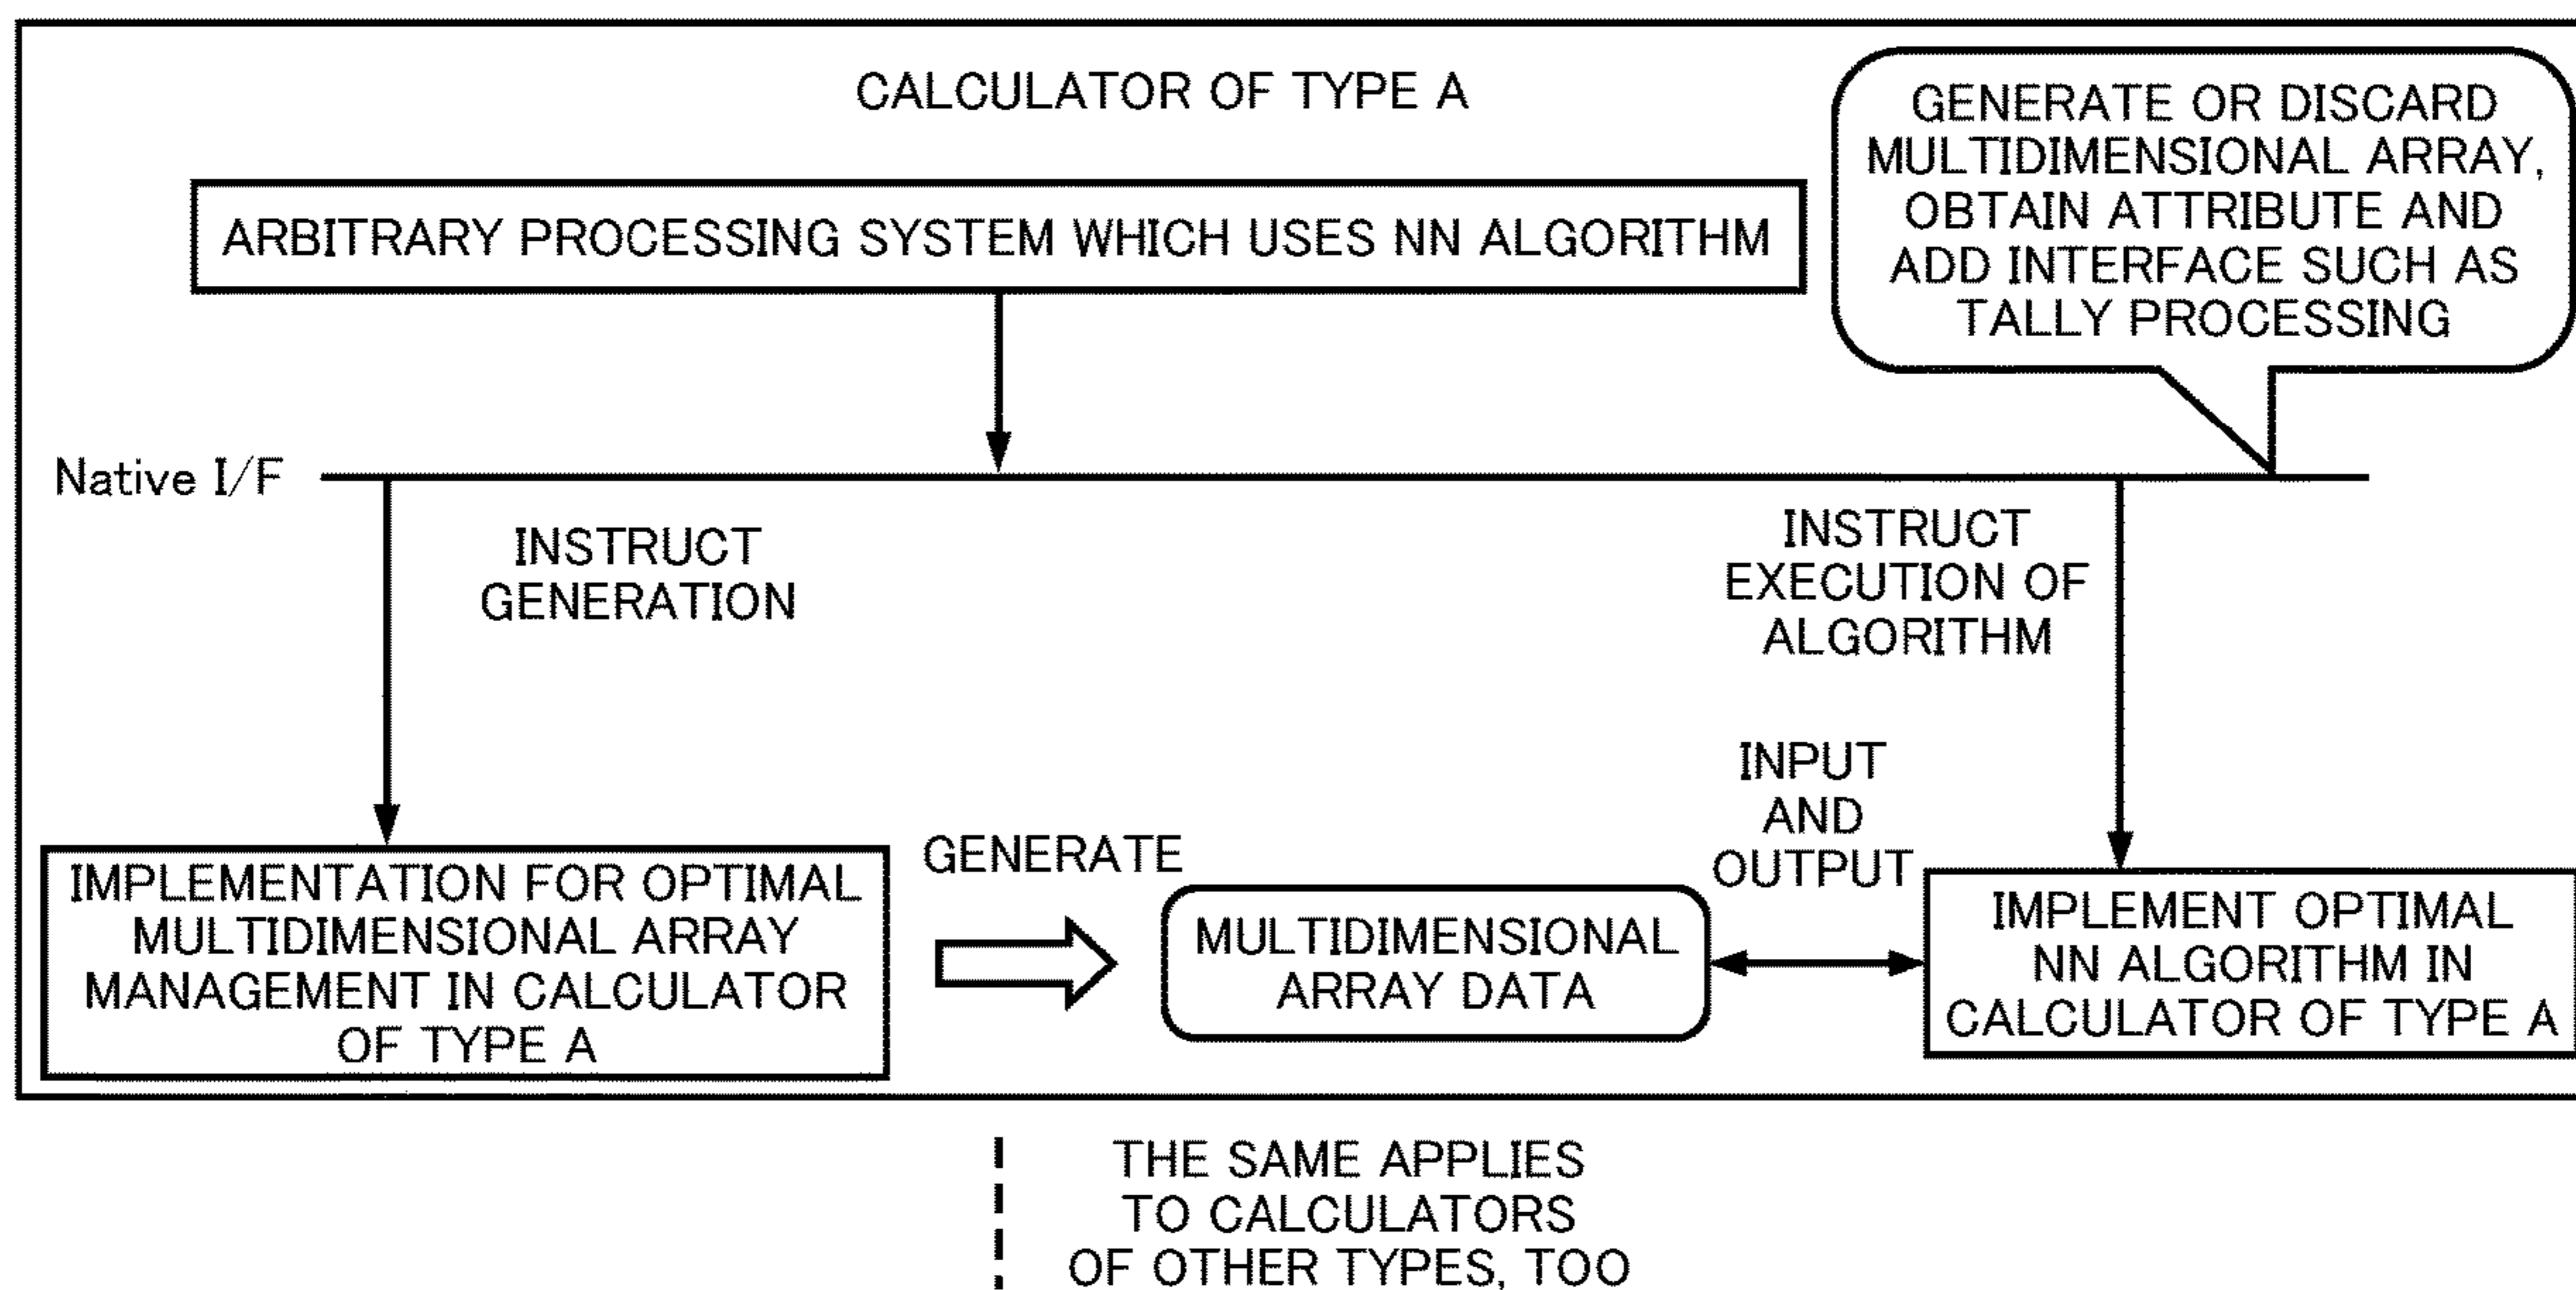 CALCULATOR OF TYPE A
GENERATE OR DISCARD
MULTIDIMENSIONAL ARRAY,
OBTAIN ATTRIBUTE AND
ADD INTERFACE SUCH AS
TALLY PROCESSING
ARBITRARY PROCESSING SYSTEM WHICH USES NN ALGORITHM
Native I/F
INSTRUCT
GENERATION
INSTRUCT
EXECUTION OF
ALGORITHM
IMPLEMENTATION FOR OPTIMAL
MULTIDIMENSIONAL ARRAY
MANAGEMENT IN CALCULATOR
OF TYPE A
GENERATE
MULTIDIMENSIONAL
ARRAY DATA
INPUT
AND
OUTPUT
IMPLEMENT OPTIMAL
NN ALGORITHM IN
CALCULATOR OF TYPE A
THE SAME APPLIES
TO CALCULATORS
OF OTHER TYPES, TOO